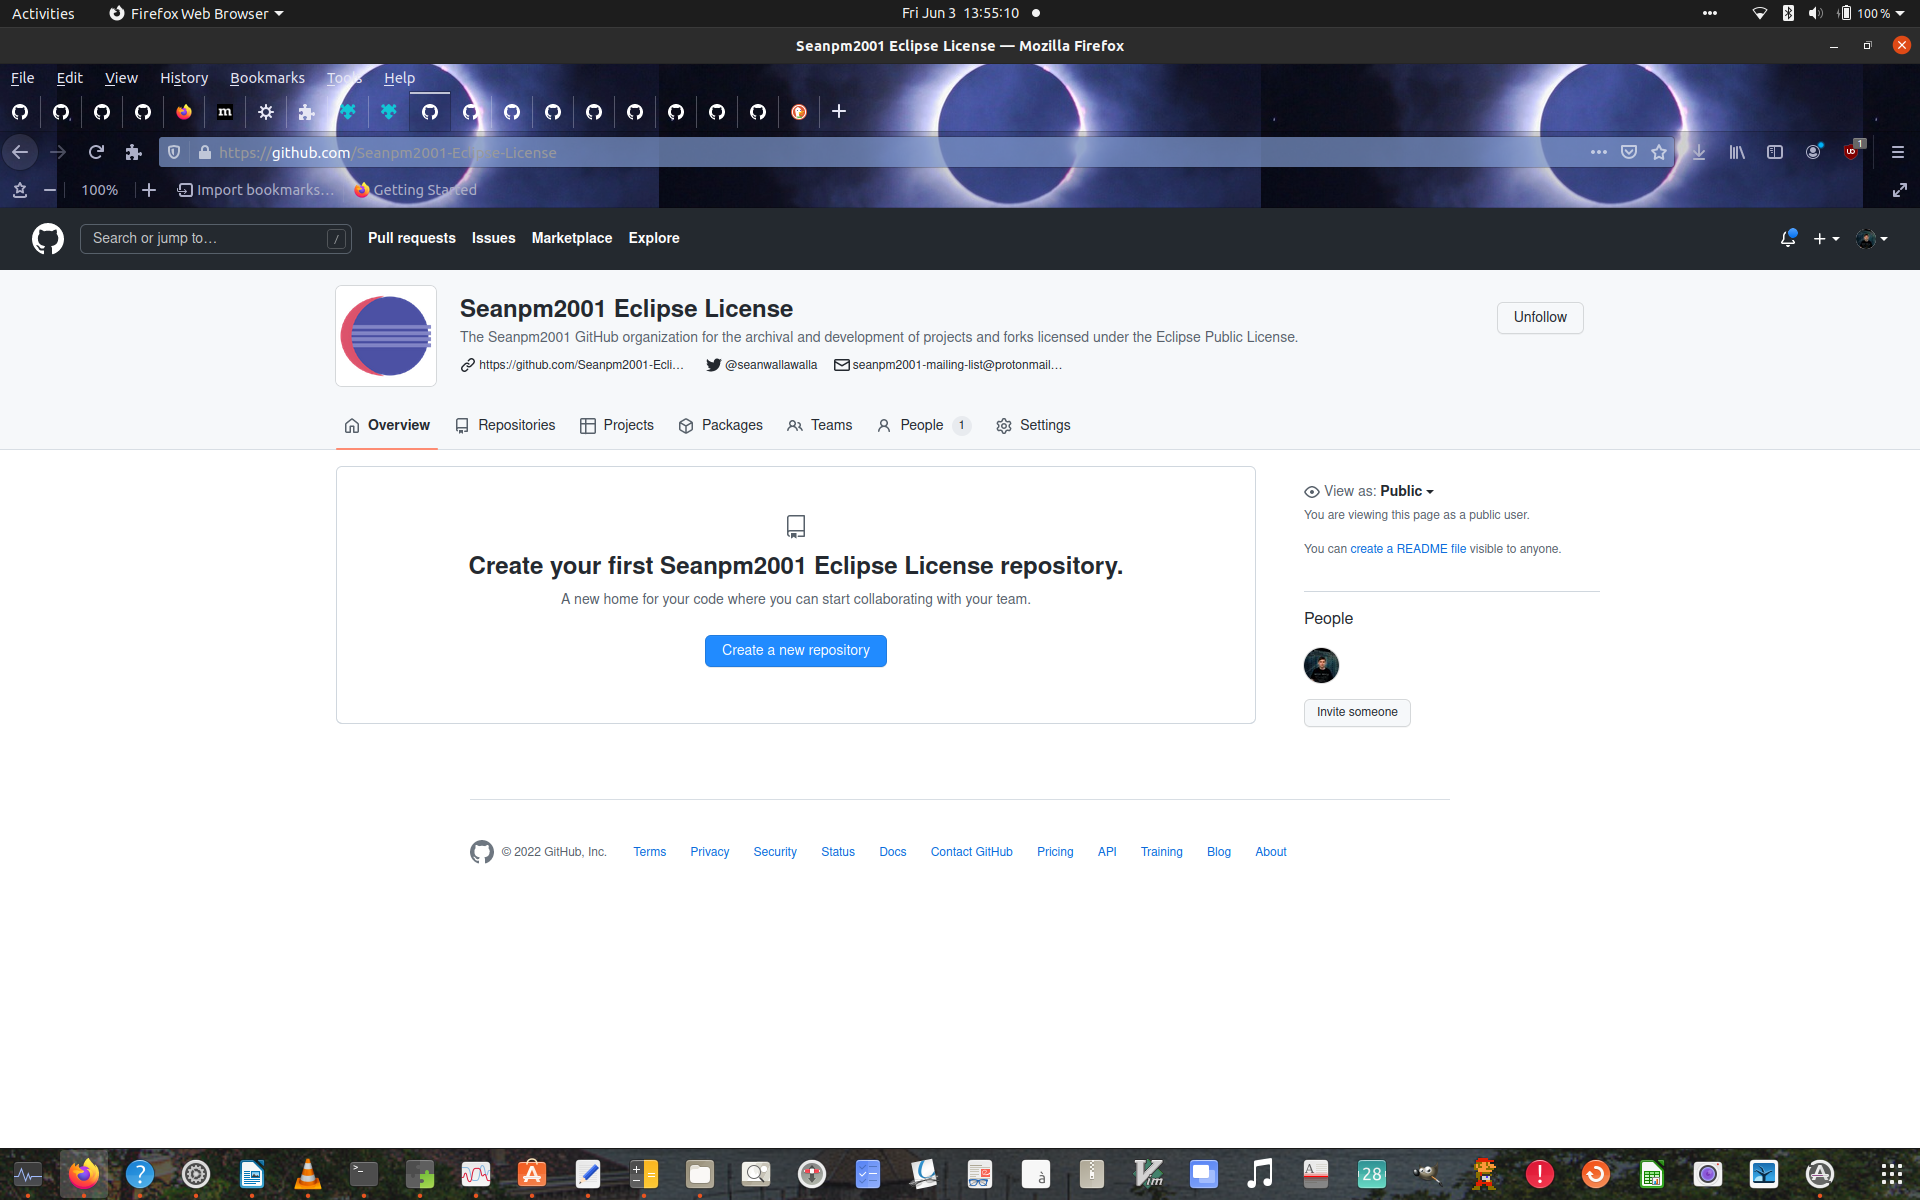 Activities Firefox Web Browser Fri Jun 3 13:55:10 100 %
Seanpm2001 Eclipse License — Mozilla Firefox
File Edit View History Bookmarks Tools Help
m
https://github.com/Seanpm2001-Eclipse-License 1
100% Import bookmarks... Getting Started
Search or jump to... / Pull requests Issues Marketplace Explore
Seanpm2001 Eclipse License
Unfollow
The Seanpm2001 GitHub organization for the archival and development of projects and forks licensed under the Eclipse Public License.
https://github.com/Seanpm2001-Ecli... @seanwallawalla seanpm2001-mailing-list@protonmail...
Overview Repositories Projects Packages Teams People 1 Settings
View as: Public
You are viewing this page as a public user.
You can create a README file visible to anyone.
Create your first Seanpm2001 Eclipse License repository.
A new home for your code where you can start collaborating with your team.
Create a new repository
People
Invite someone
© 2022 GitHub, Inc. Terms Privacy Security Status Docs Contact GitHub Pricing API Training Blog About
? >_ à Vim A 28 !